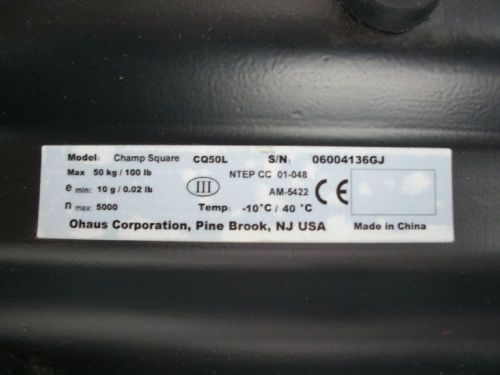 Model: Champ Square CQ50L S/N: 06004136GJ
Max 50 kg / 100 lb NTEP CC 01-048
e min: 10 g / 0.02 lb III AM-5422 CE
n max: 5000 Temp: -10°C / 40 °C
Ohaus Corporation, Pine Brook, NJ USA Made in China